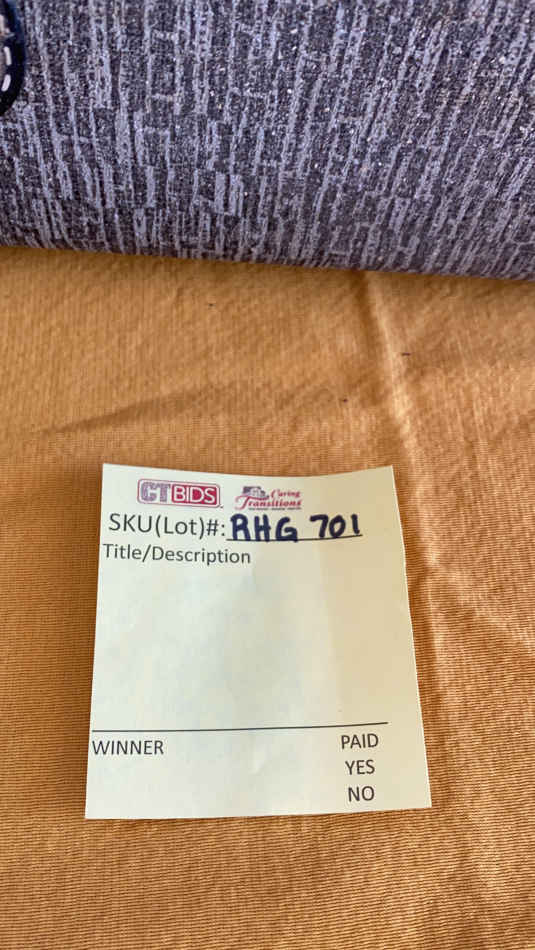 CTBIDS Caring
Transitions
SKU(Lot)#: RHG 701
Title/Description
WINNER PAID
YES
NO